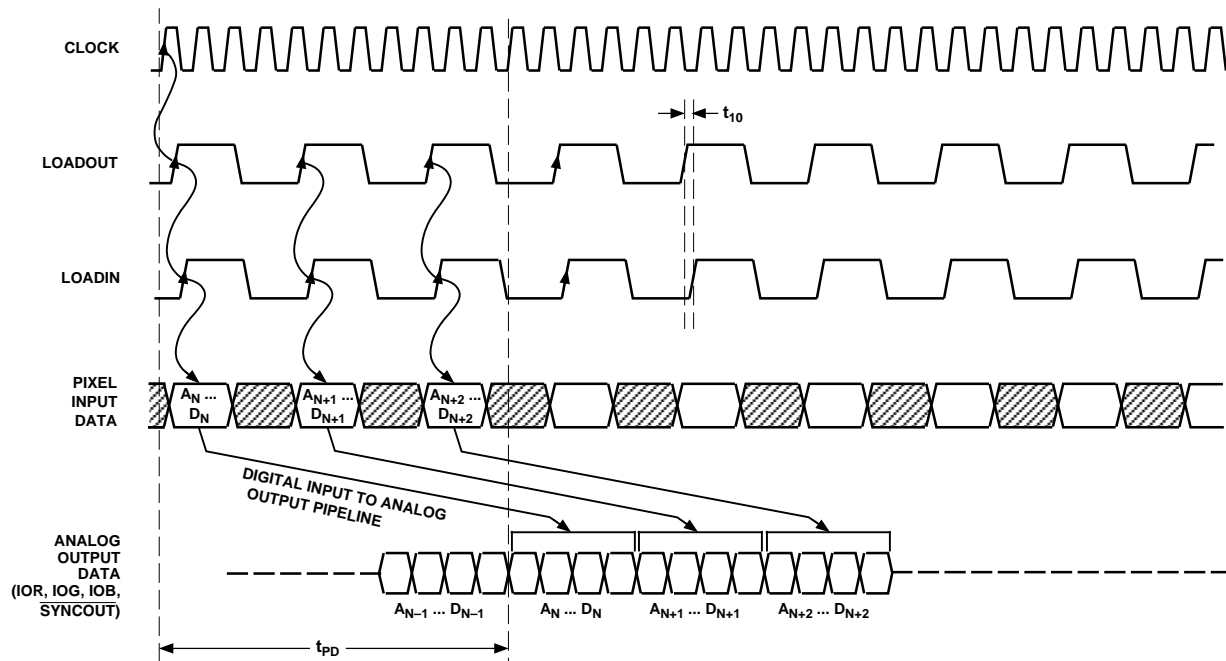 CLOCK
t10
LOADOUT
LOADIN
PIXEL
INPUT
DATA
AN ...
DN
AN+1 ...
DN+1
AN+2 ...
DN+2
DIGITAL INPUT TO ANALOG
OUTPUT PIPELINE
ANALOG
OUTPUT
DATA
(IOR, IOG, IOB,
SYNCOUT)
AN–1 ... DN–1
AN ... DN
AN+1 ... DN+1
AN+2 ... DN+2
tPD